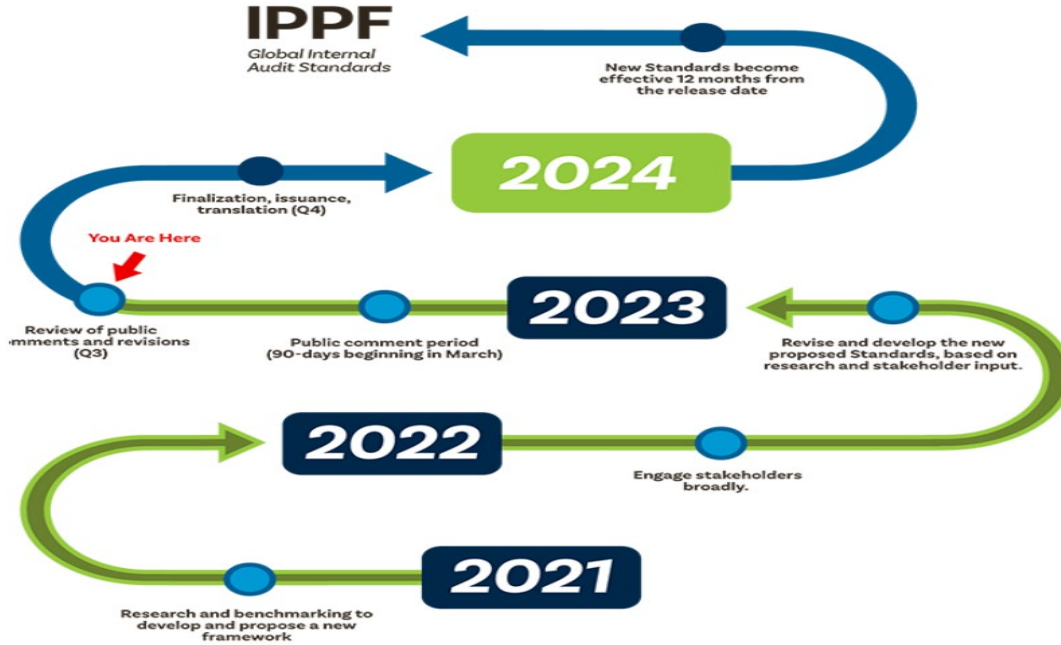 IPPF
Global Internal
Audit Standards
New Standards become
effective 12 months from
the release date
2024
Finalization, issuance,
translation (Q4)
You Are Here
2023
Review of public
omments and revisions
(Q3)
Public comment period
(90-days beginning in March)
Revise and develop the new
proposed Standards, based on
research and stakeholder input.
2022
Engage stakeholders
broadly.
2021
Research and benchmarking to
develop and propose a new
framework